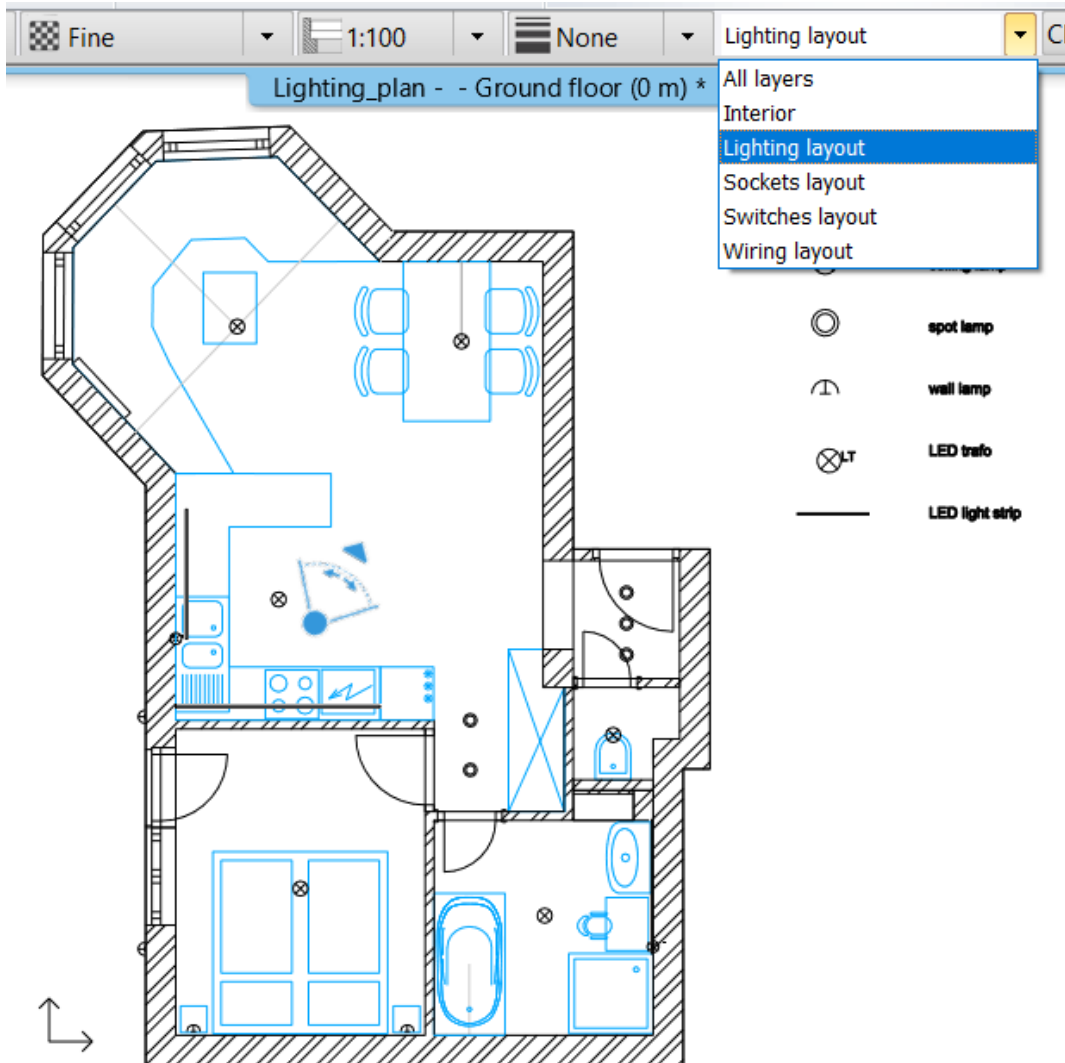 Fine 1:100 None Lighting layout
Lighting_plan - - Ground floor (0 m) *
All layers
Interior
Lighting layout
Sockets layout
Switches layout
Wiring layout
spot lamp
wall lamp
LT LED trafo
LED light strip